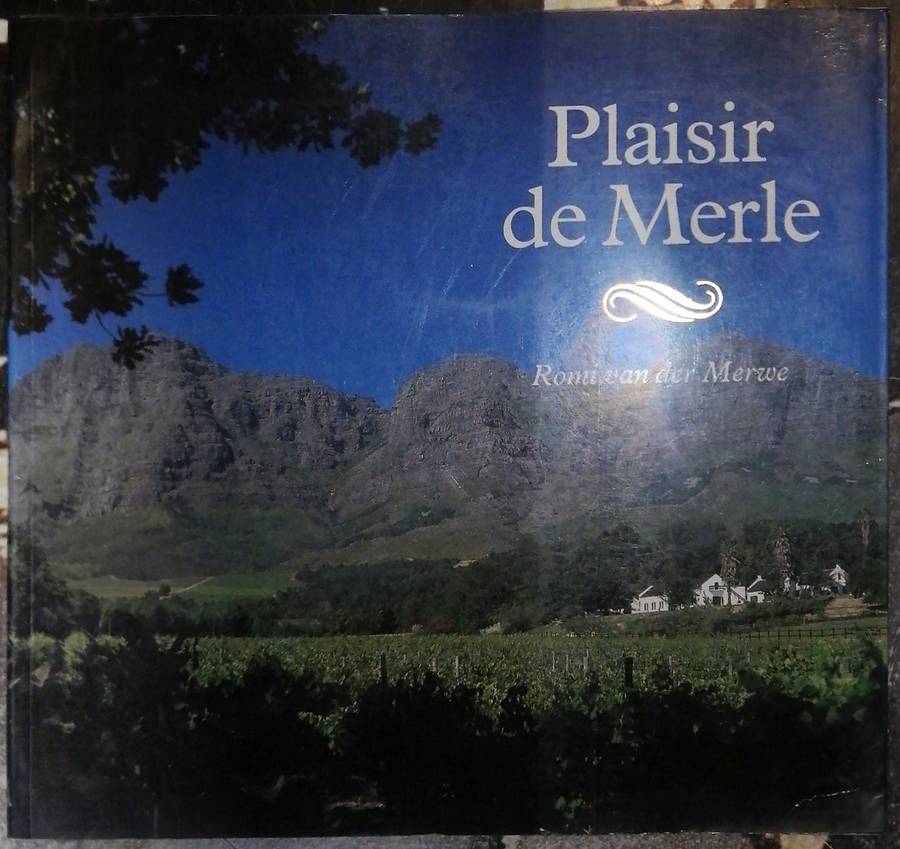 Plaisir
de Merle
Romi van der Merwe